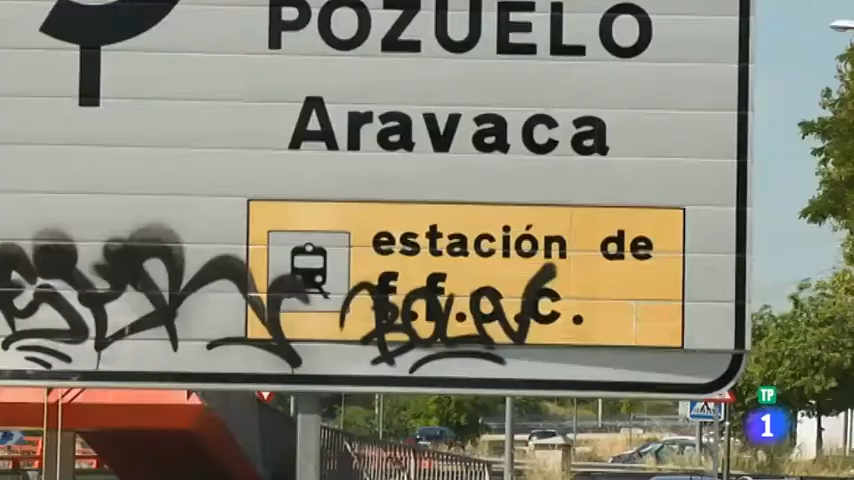 POZUELO
Aravaca
estación de
f.f.c.c.
TP
1